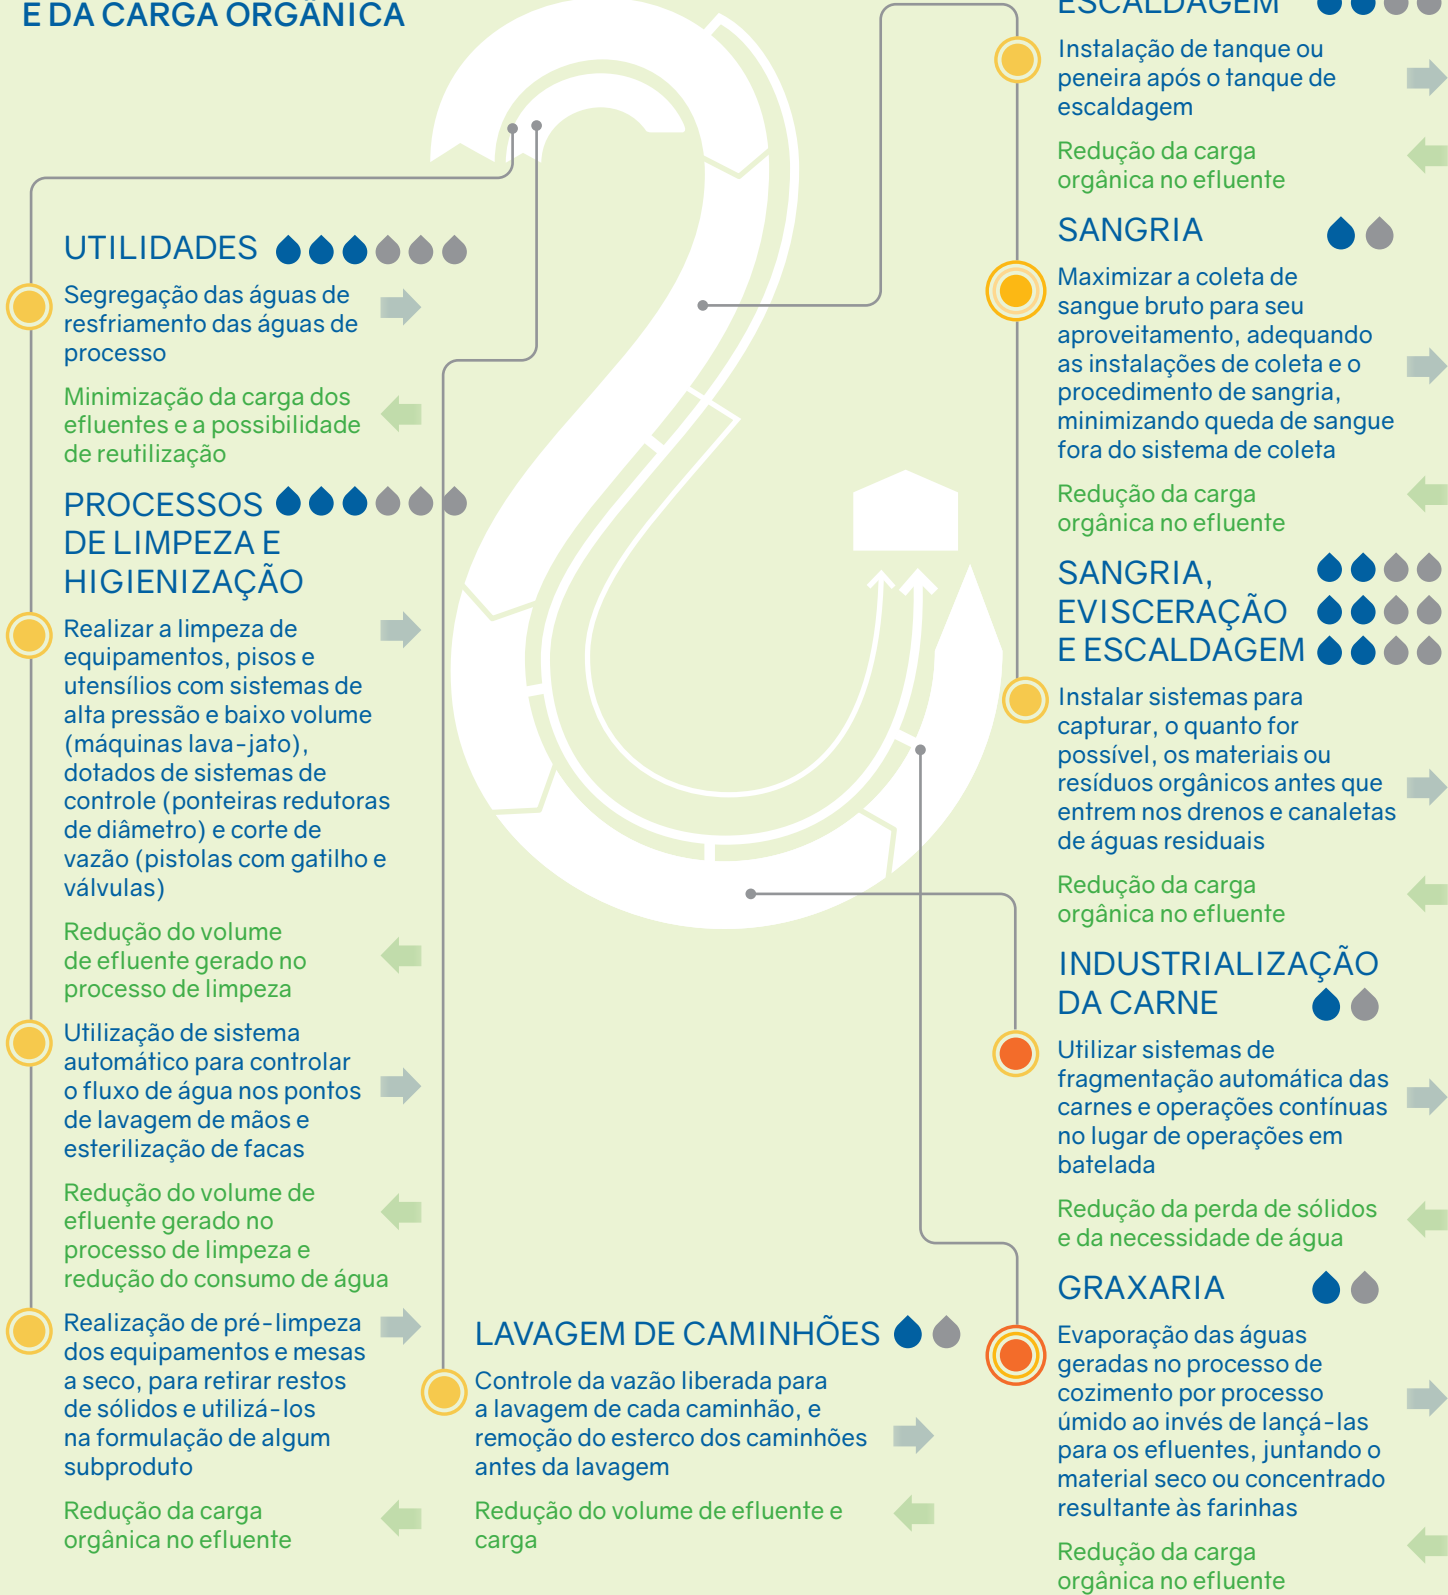 E DA CARGA ORGÂNICA
UTILIDADES
Segregação das águas de
resfriamento das águas de
processo
Minimização da carga dos
efluentes e a possibilidade
de reutilização
PROCESSOS
DE LIMPEZA E
HIGIENIZAÇÃO
Realizar a limpeza de
equipamentos, pisos e
utensílios com sistemas de
alta pressão e baixo volume
(máquinas lava-jato),
dotados de sistemas de
controle (ponteiras redutoras
de diâmetro) e corte de
vazão (pistolas com gatilho e
válvulas)
Redução do volume
de efluente gerado no
processo de limpeza
Utilização de sistema
automático para controlar
o fluxo de água nos pontos
de lavagem de mãos e
esterilização de facas
Redução do volume de
efluente gerado no
processo de limpeza e
redução do consumo de água
Realização de pré-limpeza
dos equipamentos e mesas
a seco, para retirar restos
de sólidos e utilizá-los
na formulação de algum
subproduto
Redução da carga
orgânica no efluente
LAVAGEM DE CAMINHÕES
Controle da vazão liberada para
a lavagem de cada caminhão, e
remoção do esterco dos caminhões
antes da lavagem
Redução do volume de efluente e
carga
ESCALDAGEM
Instalação de tanque ou
peneira após o tanque de
escaldagem
Redução da carga
orgânica no efluente
SANGRIA
Maximizar a coleta de
sangue bruto para seu
aproveitamento, adequando
as instalações de coleta e o
procedimento de sangria,
minimizando queda de sangue
fora do sistema de coleta
Redução da carga
orgânica no efluente
SANGRIA,
EVISCERAÇÃO
E ESCALDAGEM
Instalar sistemas para
capturar, o quanto for
possível, os materiais ou
resíduos orgânicos antes que
entrem nos drenos e canaletas
de águas residuais
Redução da carga
orgânica no efluente
INDUSTRIALIZAÇÃO
DA CARNE
Utilizar sistemas de
fragmentação automática das
carnes e operações contínuas
no lugar de operações em
batelada
Redução da perda de sólidos
e da necessidade de água
GRAXARIA
Evaporação das águas
geradas no processo de
cozimento por processo
úmido ao invés de lançá-las
para os efluentes, juntando o
material seco ou concentrado
resultante às farinhas
Redução da carga
orgânica no efluente